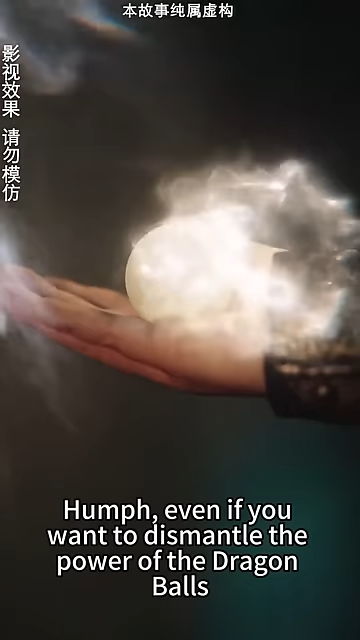 本故事纯属虚构
影视效果 请勿模仿
Humph, even if you
want to dismantle the
power of the Dragon
Balls